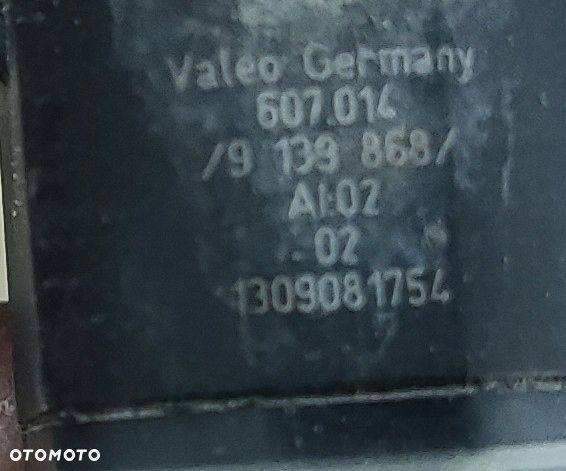 Valeo Germany
607.014
/9 139 868/
AI:02
02
1309081754
OTOMOTO